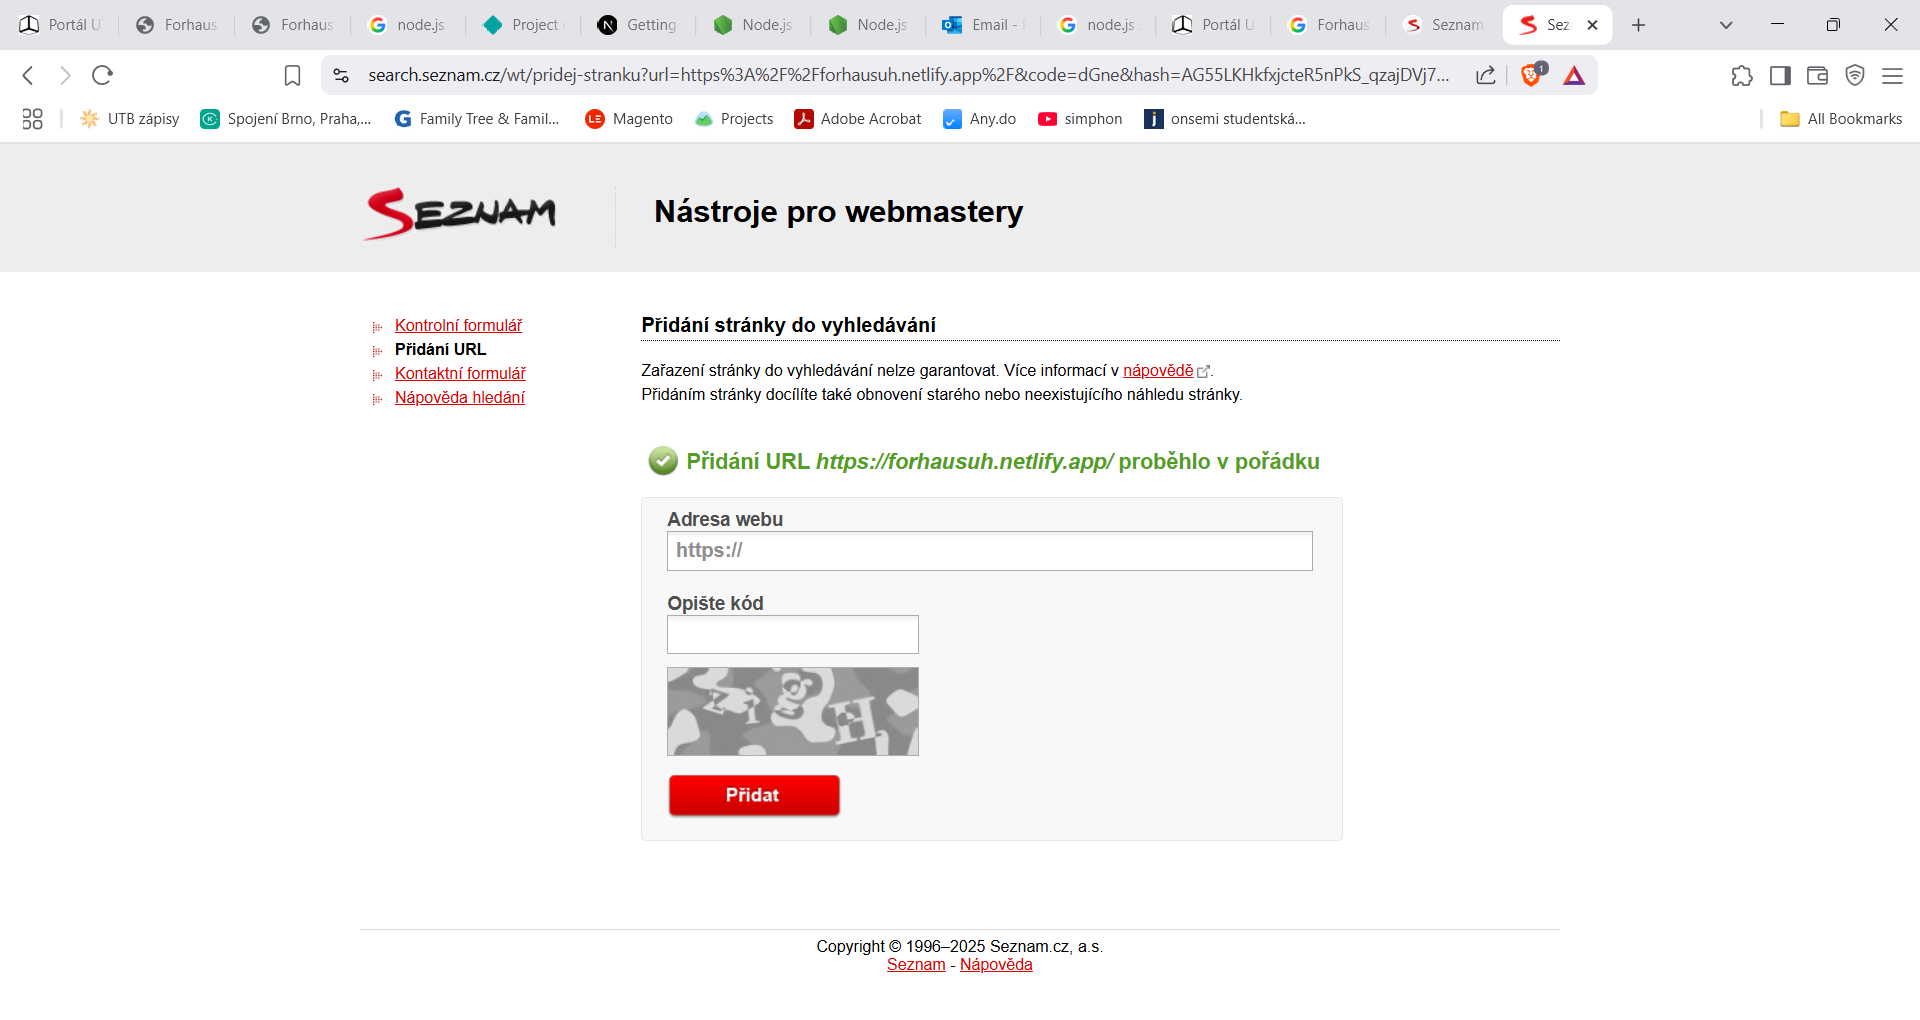 Portál U
Forhaus
Forhaus
node.js
Project
Getting
Node.js
Node.js
Email -
node.js
Portál U
Forhaus
Seznam
Sez
search.seznam.cz/wt/pridej-stranku?url=https%3A%2F%2Fforhausuh.netlify.app%2F&code=dGne&hash=AG55LKHkfxjcteR5nPkS_qzajDVj7...
1
UTB zápisy
Spojení Brno, Praha,...
Family Tree & Famil...
Magento
Projects
Adobe Acrobat
Any.do
simphon
onsemi studentská...
All Bookmarks
SEZNAM
Nástroje pro webmastery
Kontrolní formulář
Přidání URL
Kontaktní formulář
Nápověda hledání
Přidání stránky do vyhledávání
Zařazení stránky do vyhledávání nelze garantovat. Více informací v nápovědě.
Přidáním stránky docílíte také obnovení starého nebo neexistujícího náhledu stránky.
Přidání URL https://forhausuh.netlify.app/ proběhlo v pořádku
Adresa webu
https://
Opište kód
Přidat
Copyright © 1996–2025 Seznam.cz, a.s.
Seznam - Nápověda